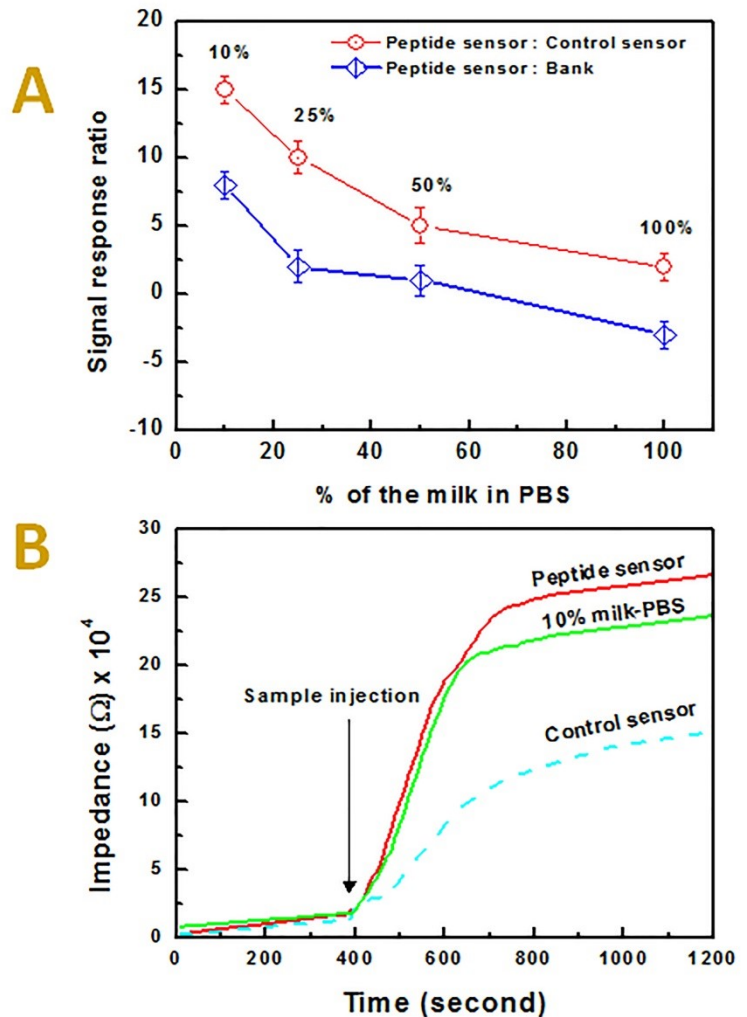 A
20
15
10
5
0
-5
-10
Signal response ratio
Peptide sensor : Control sensor
Peptide sensor : Bank
10%
25%
50%
100%
0 20 40 60 80 100
% of the milk in PBS
B
30
25
20
15
10
5
0
Impedance (Ω) x 10⁴
Peptide sensor
10% milk-PBS
Sample injection
Control sensor
0 200 400 600 800 1000 1200
Time (second)